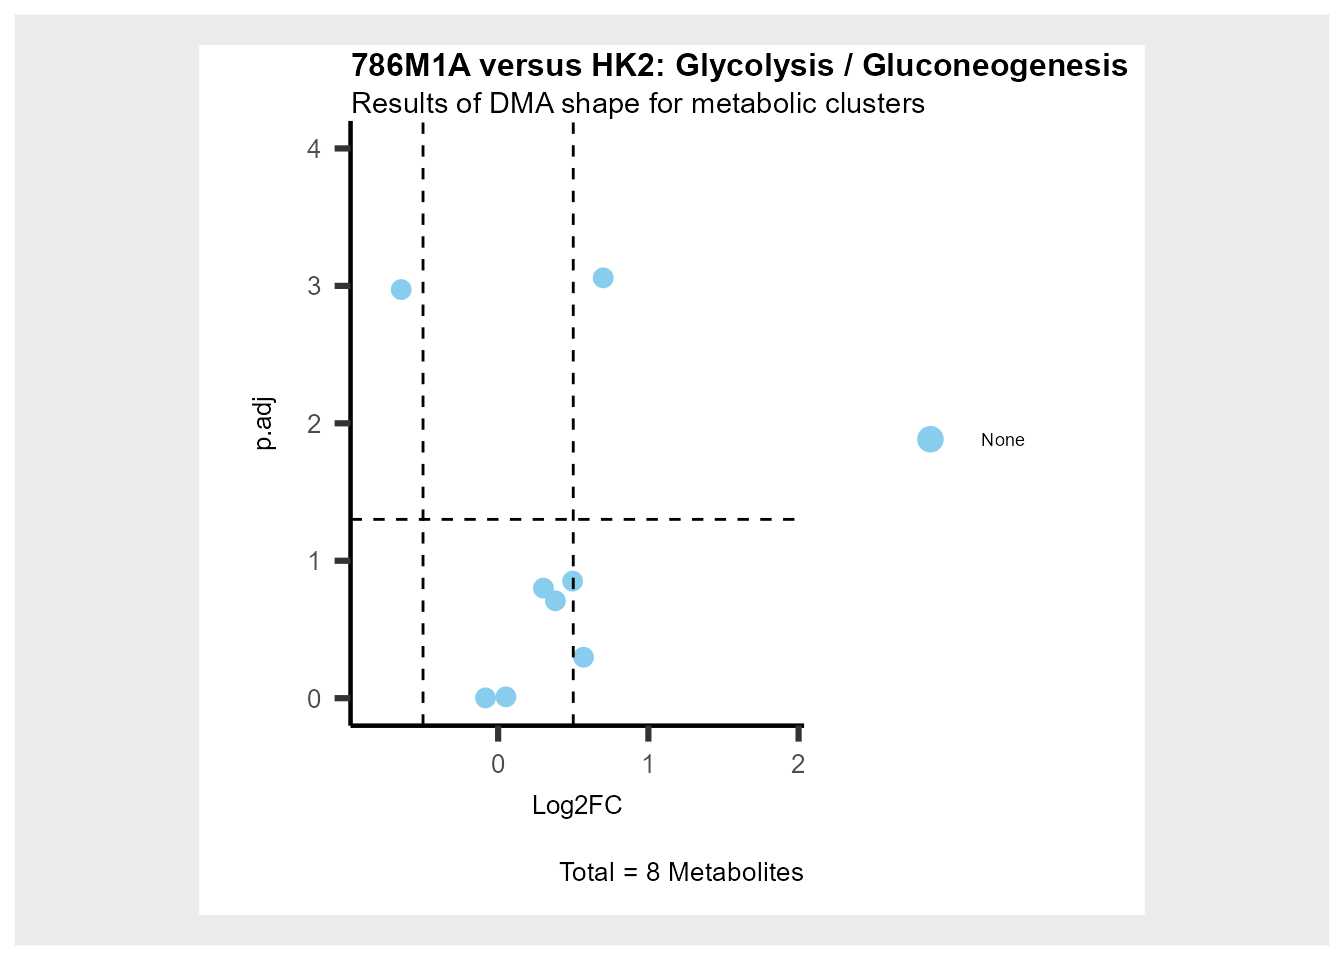 786M1A versus HK2: Glycolysis / Gluconeogenesis
Results of DMA shape for metabolic clusters
4
3
2
1
0
p.adj
None
0 1 2
Log2FC
Total = 8 Metabolites